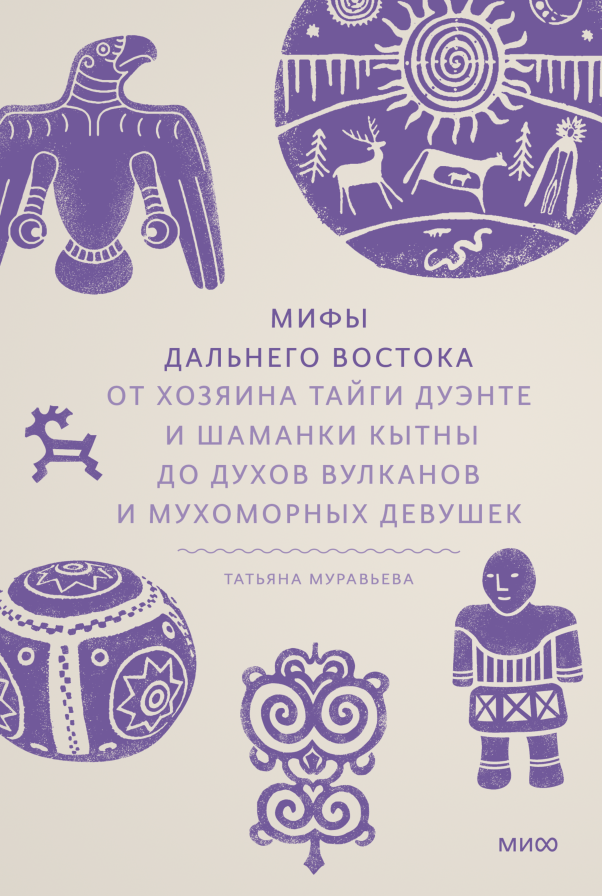 МИФЫ
ДАЛЬНЕГО ВОСТОКА
ОТ ХОЗЯИНА ТАЙГИ ДУЭНТЕ
И ШАМАНКИ КЫТНЫ
ДО ДУХОВ ВУЛКАНОВ
И МУХОМОРНЫХ ДЕВУШЕК
ТАТЬЯНА МУРАВЬЕВА
МИФ